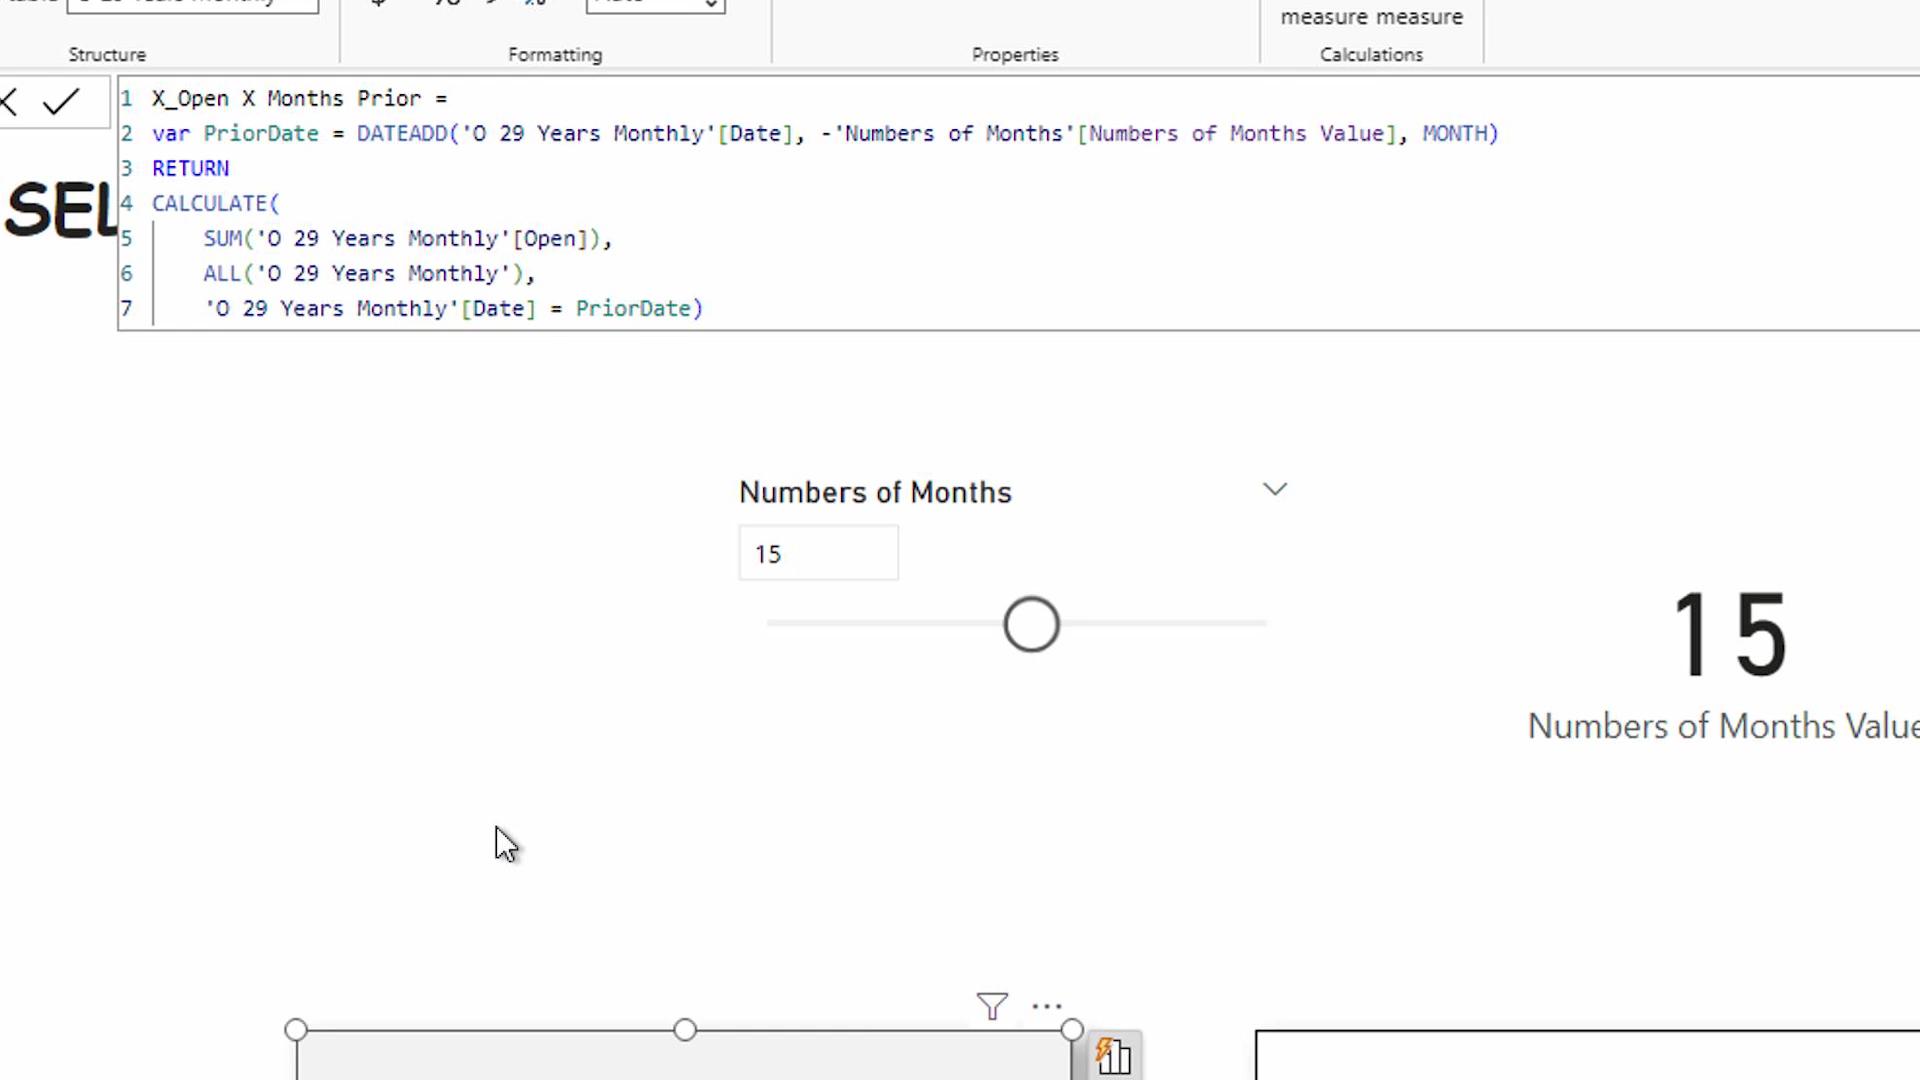 measure measure
Structure
Formatting
Properties
Calculations
1 X_Open X Months Prior =
2 var PriorDate = DATEADD('O 29 Years Monthly'[Date], -'Numbers of Months'[Numbers of Months Value], MONTH)
3 RETURN
4 CALCULATE(
5 SUM('O 29 Years Monthly'[Open]),
6 ALL('O 29 Years Monthly'),
7 'O 29 Years Monthly'[Date] = PriorDate)
SEL
Numbers of Months
15
15
Numbers of Months Value